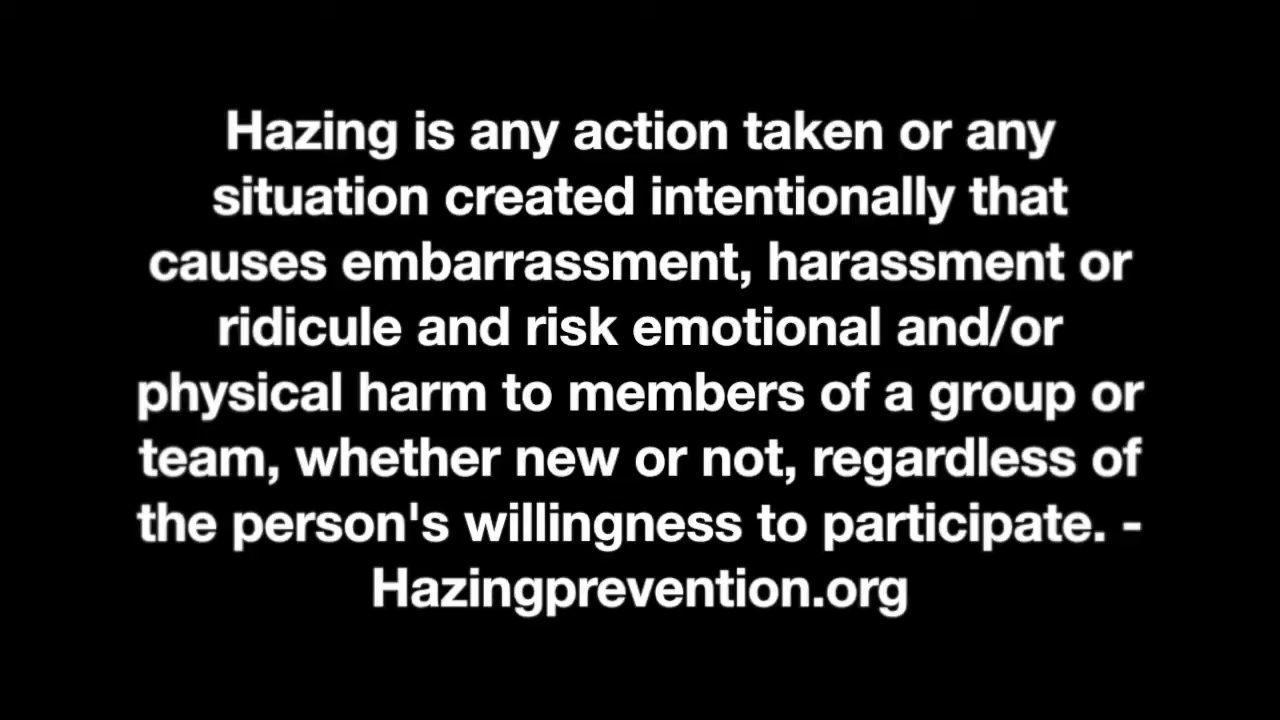 Hazing is any action taken or any
situation created intentionally that
causes embarrassment, harassment or
ridicule and risk emotional and/or
physical harm to members of a group or
team, whether new or not, regardless of
the person's willingness to participate. -
Hazingprevention.org